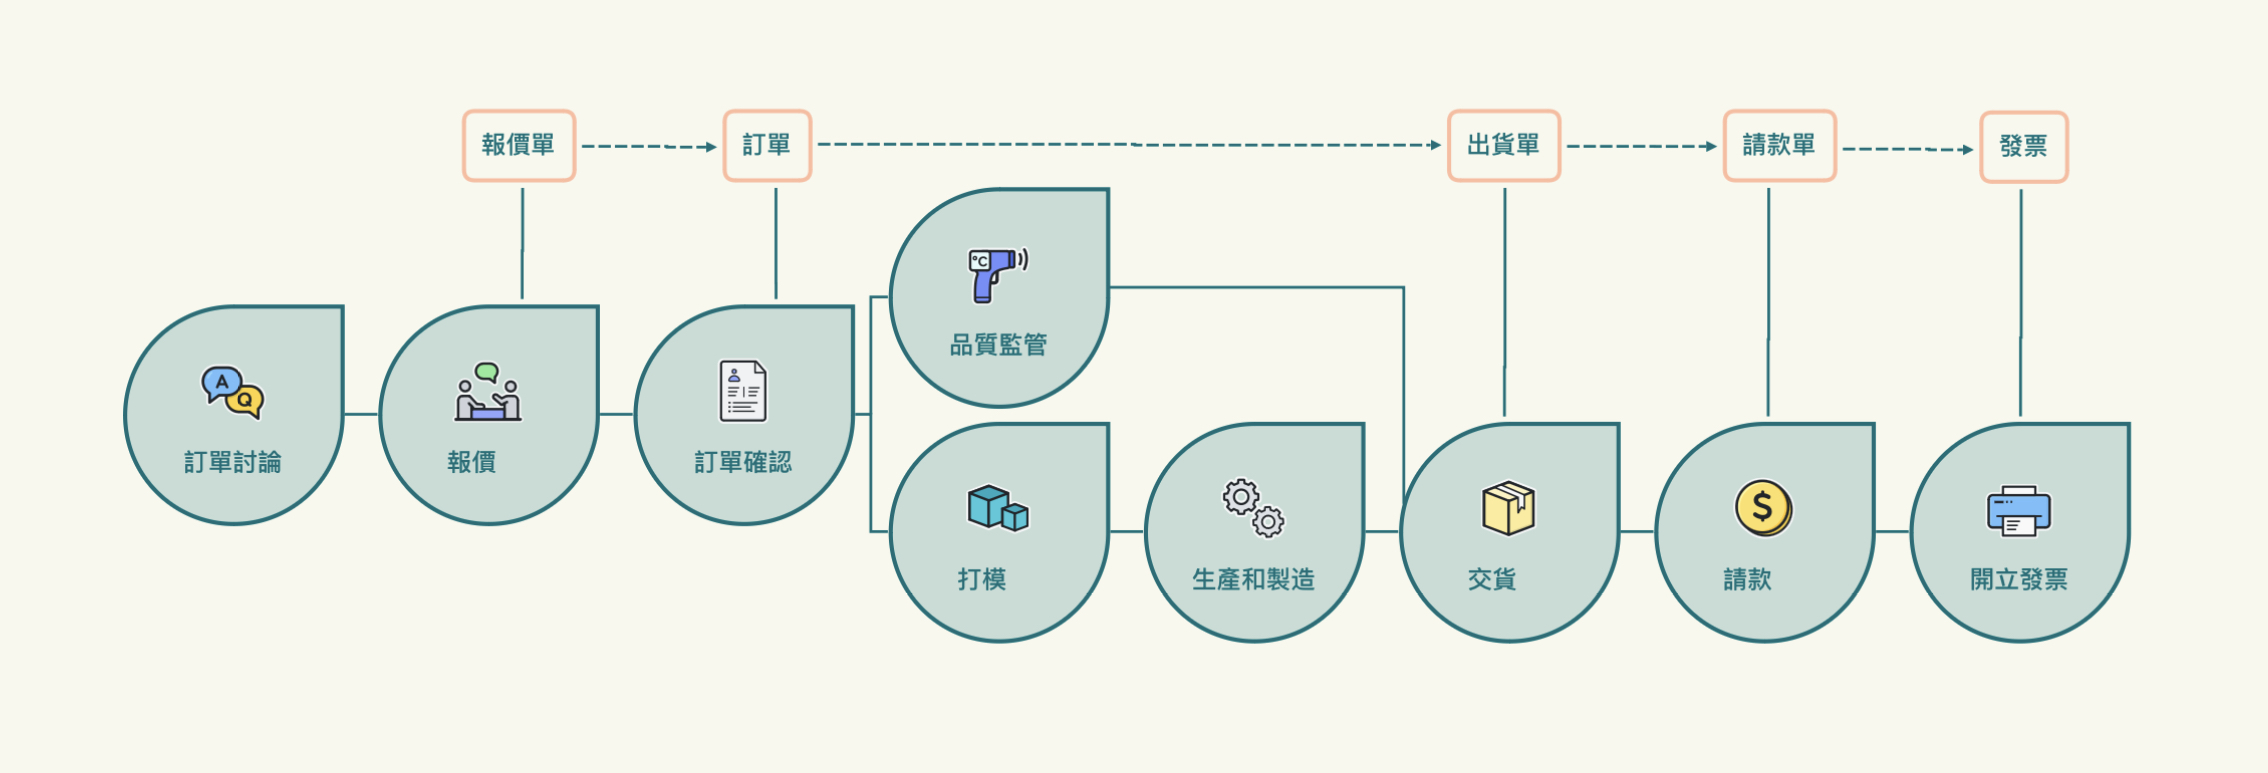 報價單
訂單
出貨單
請款單
發票
°C
品質監管
A
Q
訂單討論
報價
訂單確認
打模
生產和製造
交貨
$
請款
開立發票